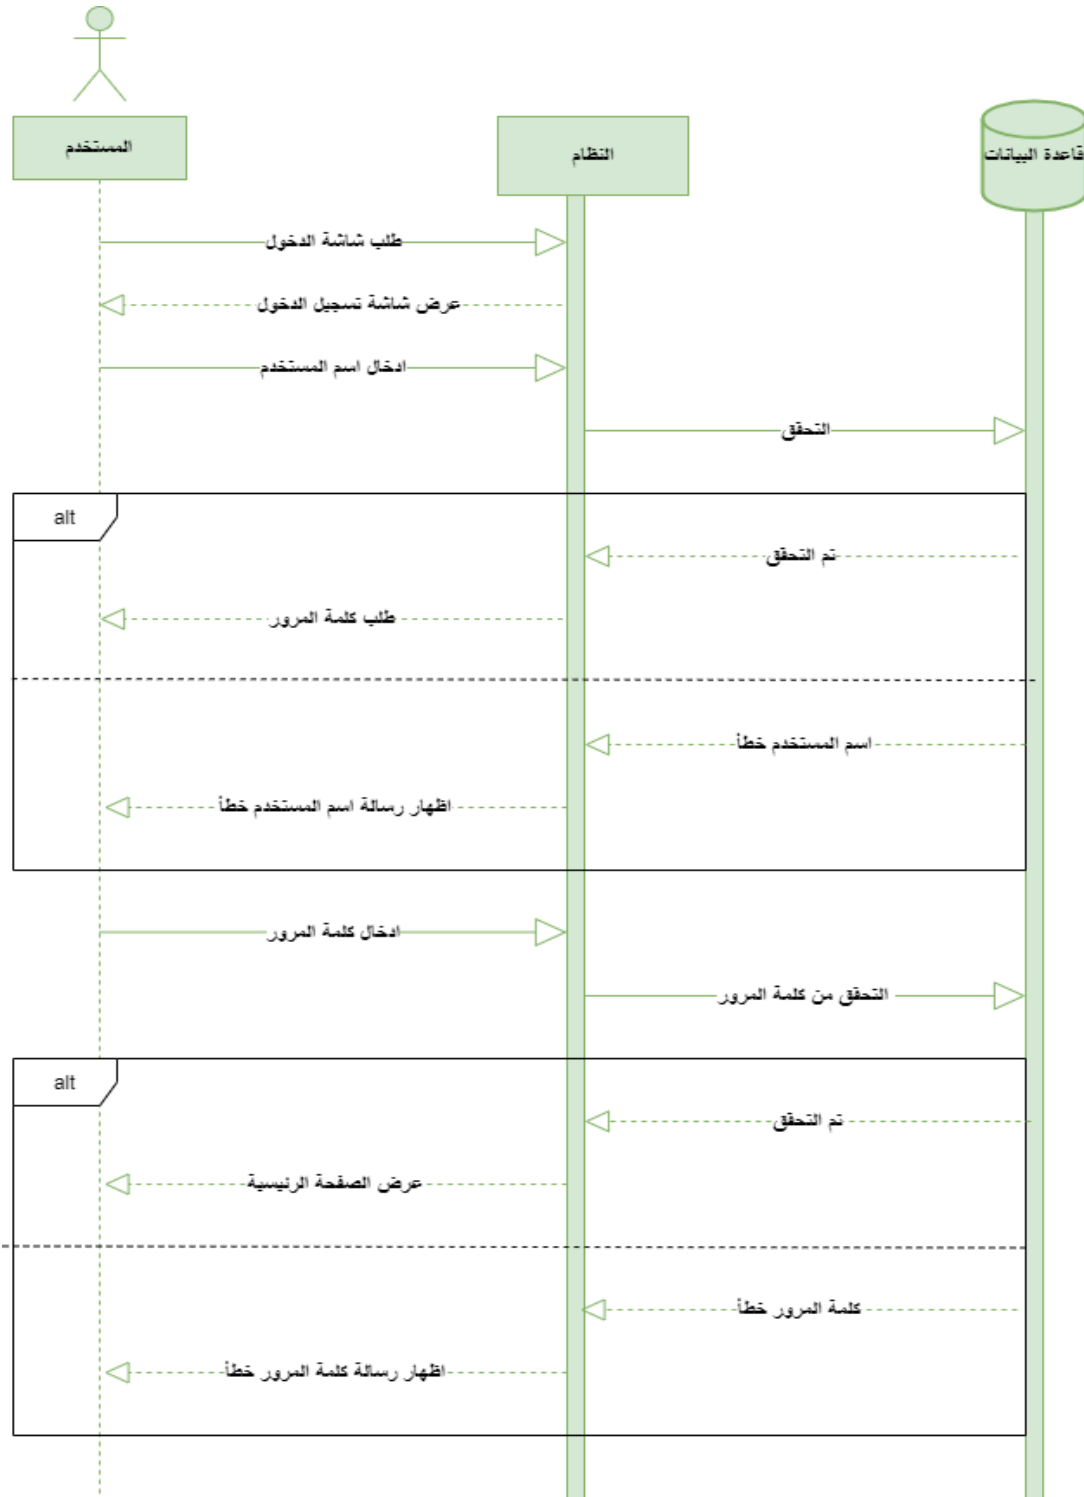 المستخدم
النظام
قاعدة البيانات
طلب شاشة الدخول
عرض شاشة تسجيل الدخول
ادخال اسم المستخدم
التحقق
alt
تم التحقق
طلب كلمة المرور
اسم المستخدم خطأ
اظهار رسالة اسم المستخدم خطأ
ادخال كلمة المرور
التحقق من كلمة المرور
alt
تم التحقق
عرض الصفحة الرئيسية
كلمة المرور خطأ
اظهار رسالة كلمة المرور خطأ